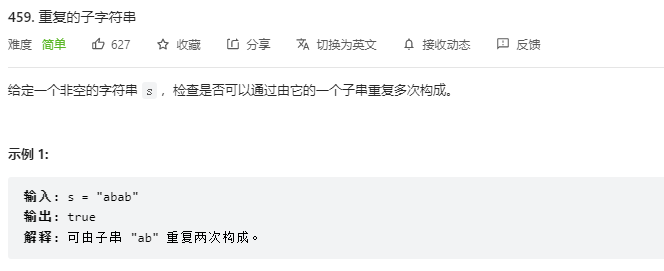 459. 重复的子字符串
难度 简单 627 收藏 分享 切换为英文 接收动态 反馈
给定一个非空的字符串 s ，检查是否可以通过由它的一个子串重复多次构成。
示例 1:
输入: s = "abab"
输出: true
解释: 可由子串 "ab" 重复两次构成。